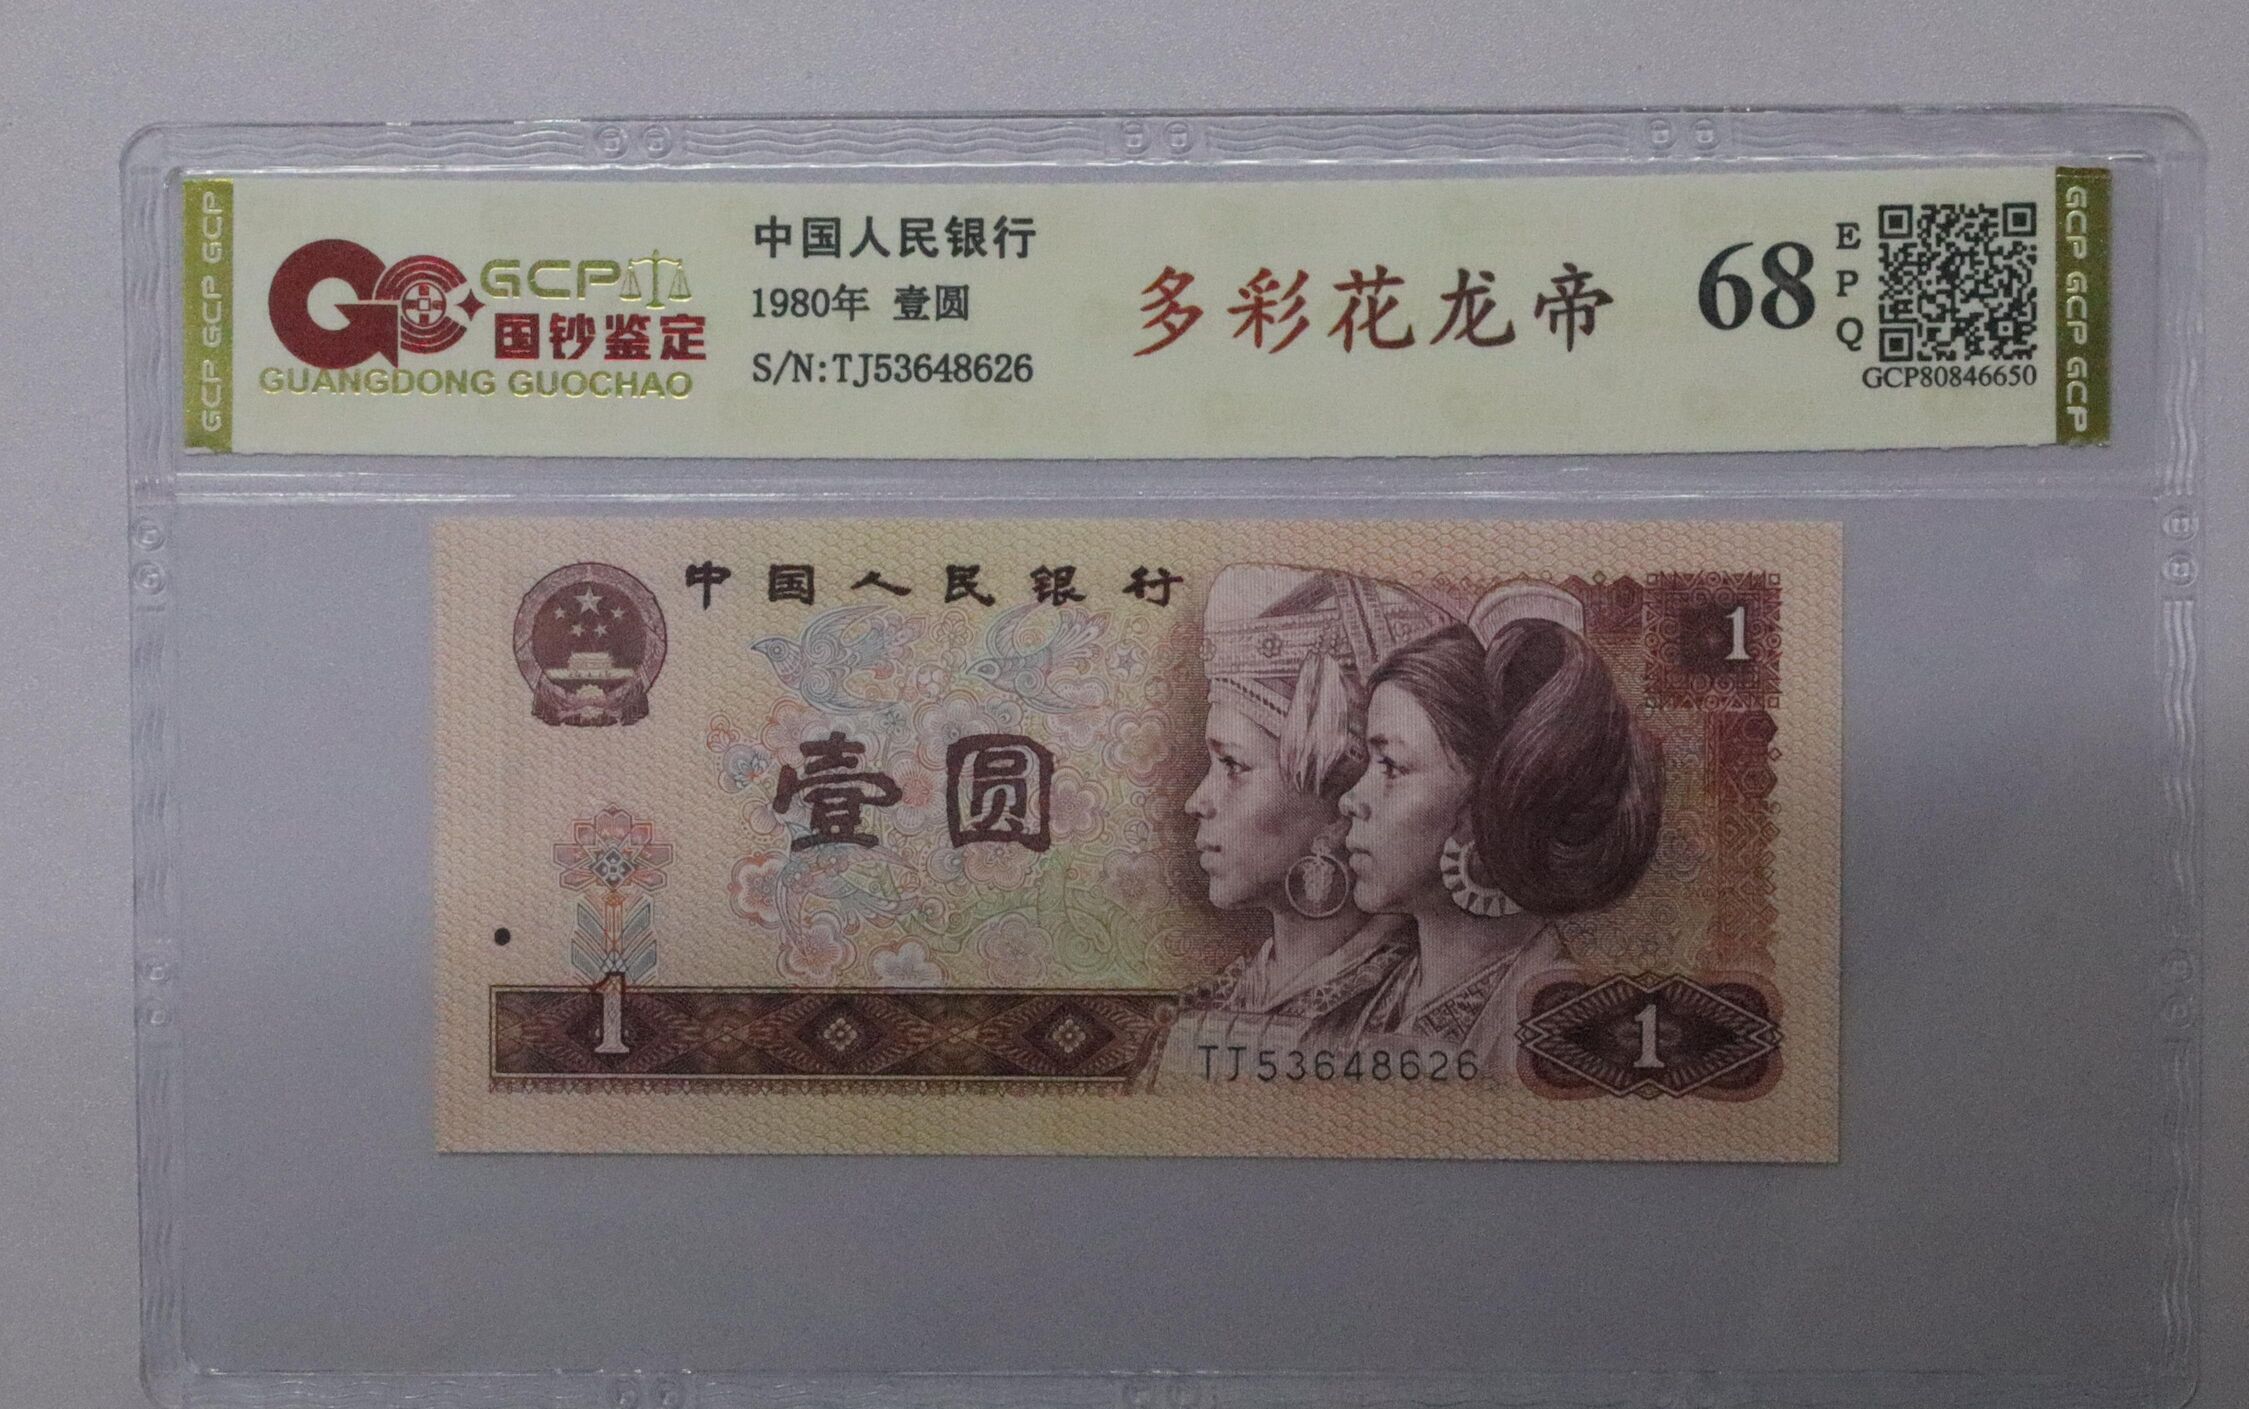 GCP GCP GCP
GCP
国钞鉴定
GUANGDONG GUOCHAO
中国人民银行
1980年 壹圆
S/N:TJ53648626
多彩花龙帝
68
E
P
Q
GCP80846650
GCP GCP GCP
中国人民银行
1
壹圆
1
1
TJ53648626